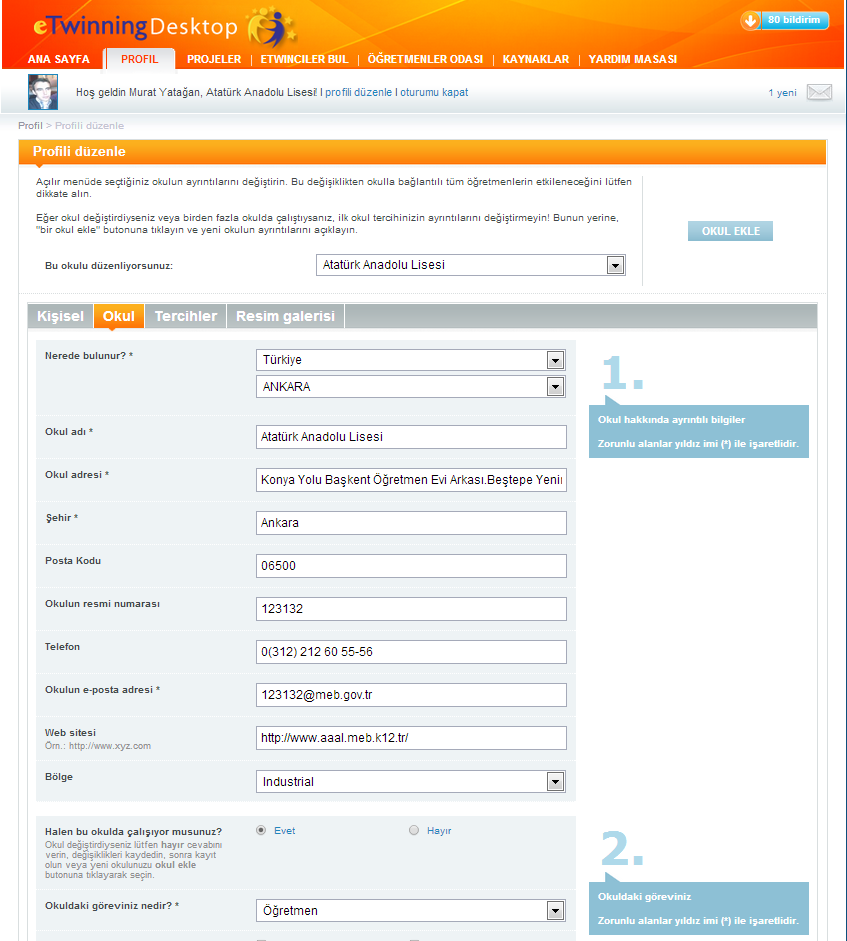 eTwinning Desktop
80 bildirim
ANA SAYFA PROFIL PROJELER ETWINCILER BUL ÖĞRETMENLER ODASI KAYNAKLAR YARDIM MASASI
Hoş geldin Murat Yatağan, Atatürk Anadolu Lisesi! | profili düzenle | oturumu kapat
1 yeni
Profil > Profili düzenle
Profili düzenle
Açılır menüde seçtiğiniz okulun ayrıntılarını değiştirin. Bu değişiklikten okulla bağlantılı tüm öğretmenlerin etkileneceğini lütfen
dikkate alın.
Eğer okul değiştirdiyseniz veya birden fazla okulda çalıştıysanız, ilk okul tercihinizin ayrıntılarını değiştirmeyin! Bunun yerine,
"bir okul ekle" butonuna tıklayın ve yeni okulun ayrıntılarını açıklayın.
OKUL EKLE
Bu okulu düzenliyorsunuz:
Atatürk Anadolu Lisesi
Kişisel Okul Tercihler Resim galerisi
Nerede bulunur? *
Türkiye
ANKARA
1.
Okul hakkında ayrıntılı bilgiler
Zorunlu alanlar yıldız imi (*) ile işaretlidir.
Okul adı *
Atatürk Anadolu Lisesi
Okul adresi *
Konya Yolu Başkent Öğretmen Evi Arkası.Beştepe Yenin
Şehir *
Ankara
Posta Kodu
06500
Okulun resmi numarası
123132
Telefon
0(312) 212 60 55-56
Okulun e-posta adresi *
123132@meb.gov.tr
Web sitesi
Örn.: http://www.xyz.com
http://www.aaal.meb.k12.tr/
Bölge
Industrial
Halen bu okulda çalışıyor musunuz?
Okul değiştirdiyseniz lütfen hayır cevabını
verin, değişiklikleri kaydedin, sonra kayıt
olun veya yeni okulunuzu okul ekle
butonuna tıklayarak seçin.
Evet
Hayır
2.
Okuldaki göreviniz
Zorunlu alanlar yıldız imi (*) ile işaretlidir.
Okuldaki göreviniz nedir? *
Öğretmen